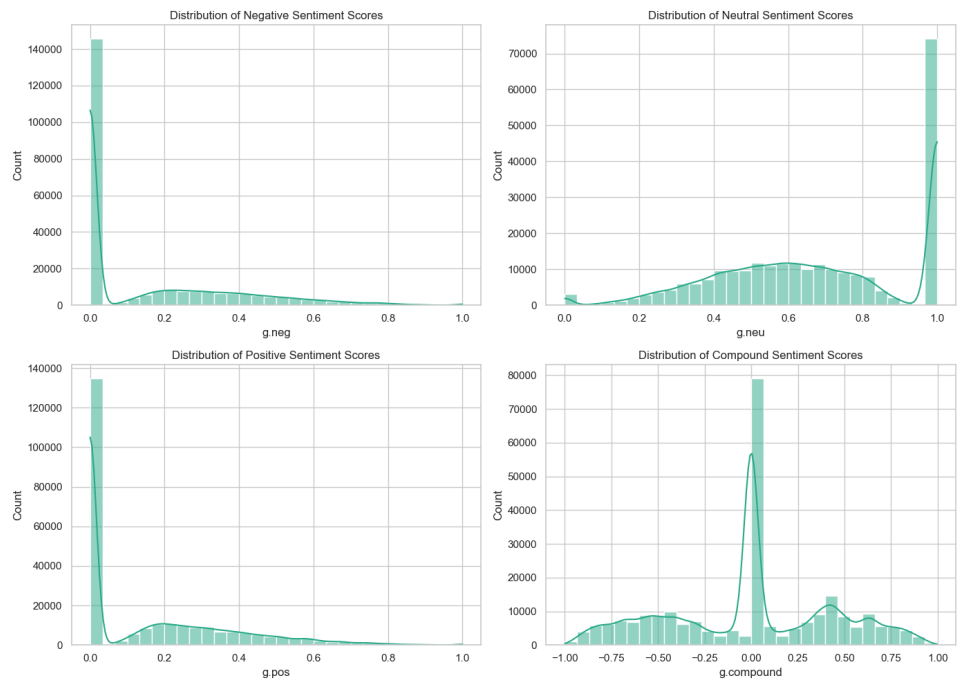 Distribution of Negative Sentiment Scores
140000
120000
100000
80000
60000
40000
20000
0
Count
0.0 0.2 0.4 0.6 0.8 1.0
g.neg
Distribution of Neutral Sentiment Scores
70000
60000
50000
40000
30000
20000
10000
0
Count
0.0 0.2 0.4 0.6 0.8 1.0
g.neu
Distribution of Positive Sentiment Scores
140000
120000
100000
80000
60000
40000
20000
0
Count
0.0 0.2 0.4 0.6 0.8 1.0
g.pos
Distribution of Compound Sentiment Scores
80000
70000
60000
50000
40000
30000
20000
10000
0
Count
−1.00 −0.75 −0.50 −0.25 0.00 0.25 0.50 0.75 1.00
g.compound